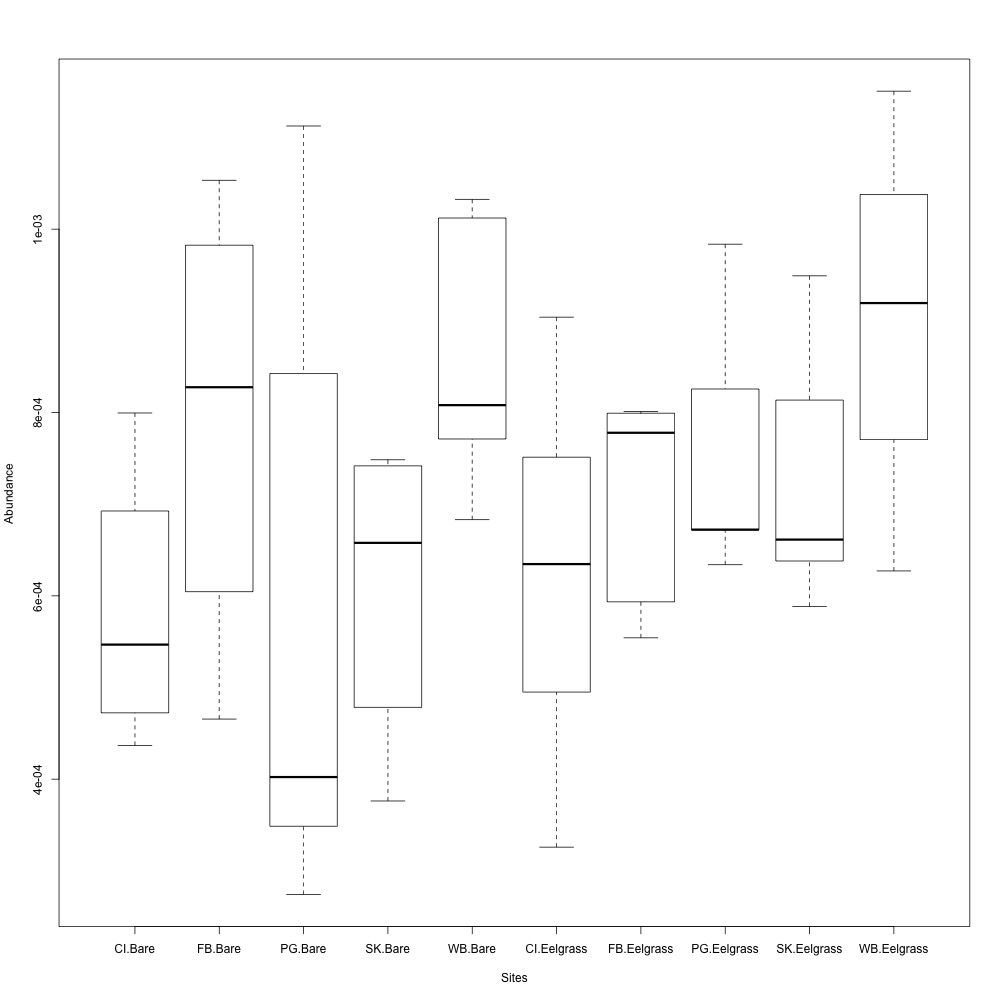 Abundance
1e-03
8e-04
6e-04
4e-04
CI.Bare FB.Bare PG.Bare SK.Bare WB.Bare CI.Eelgrass FB.Eelgrass PG.Eelgrass SK.Eelgrass WB.Eelgrass
Sites